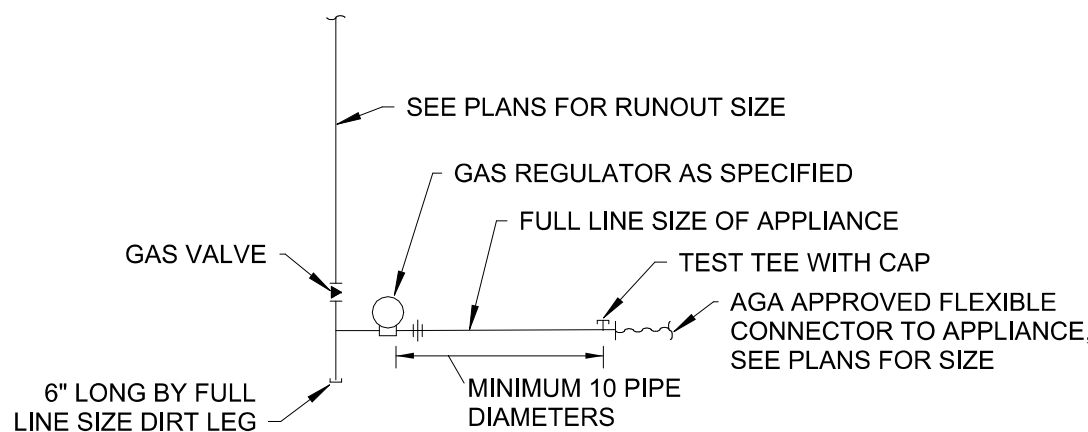 SEE PLANS FOR RUNOUT SIZE
GAS REGULATOR AS SPECIFIED
FULL LINE SIZE OF APPLIANCE
GAS VALVE
TEST TEE WITH CAP
AGA APPROVED FLEXIBLE
CONNECTOR TO APPLIANCE,
SEE PLANS FOR SIZE
MINIMUM 10 PIPE
DIAMETERS
6" LONG BY FULL
LINE SIZE DIRT LEG